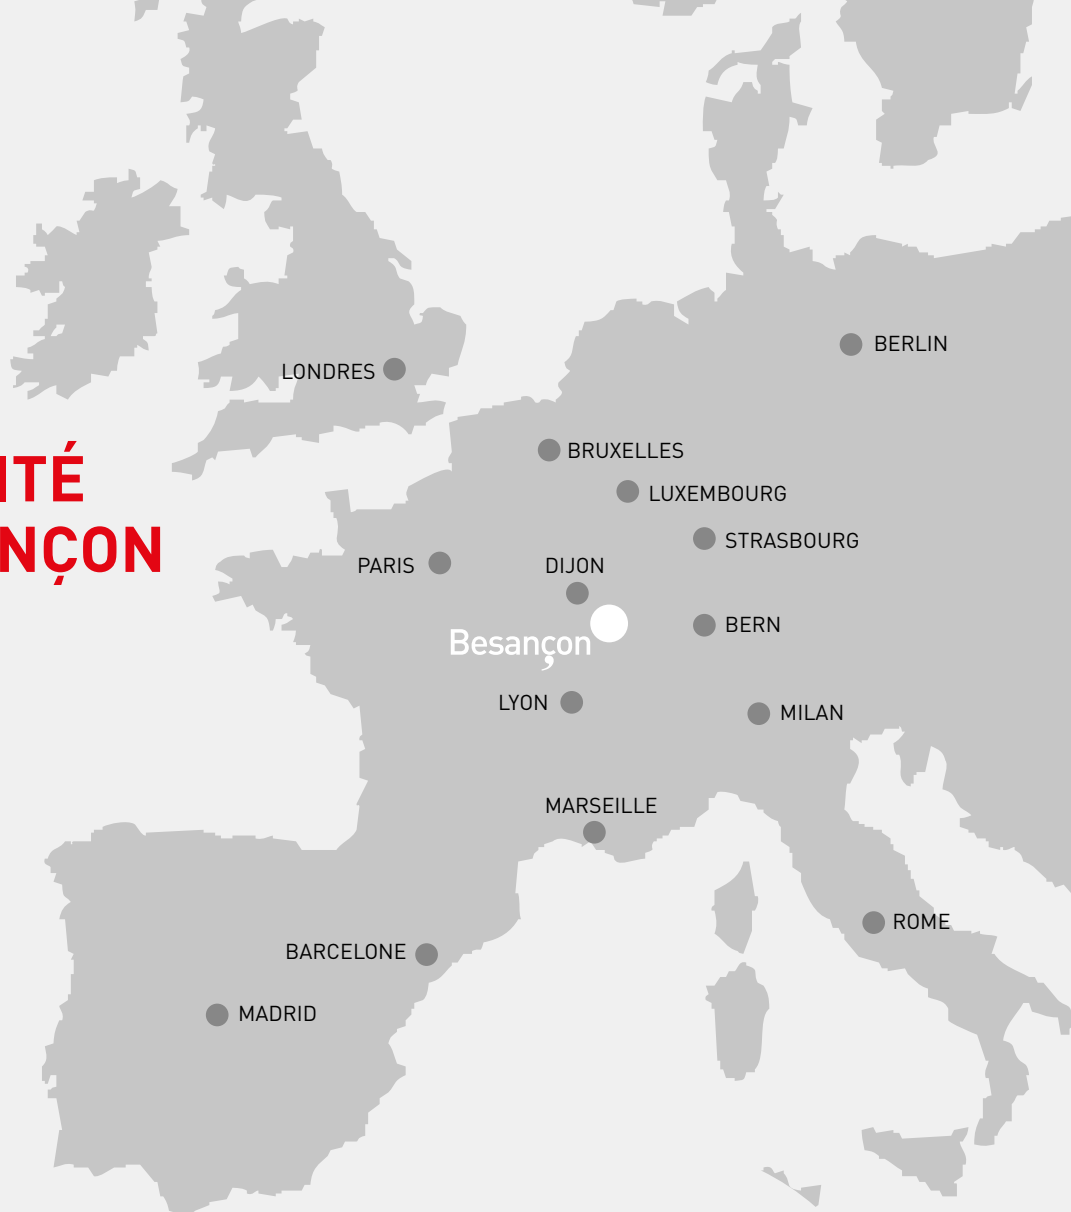 BERLIN
LONDRES
BRUXELLES
ITÉ
LUXEMBOURG
STRASBOURG
NÇON
PARIS
DIJON
BERN
Besançon
LYON
MILAN
MARSEILLE
ROME
BARCELONE
MADRID